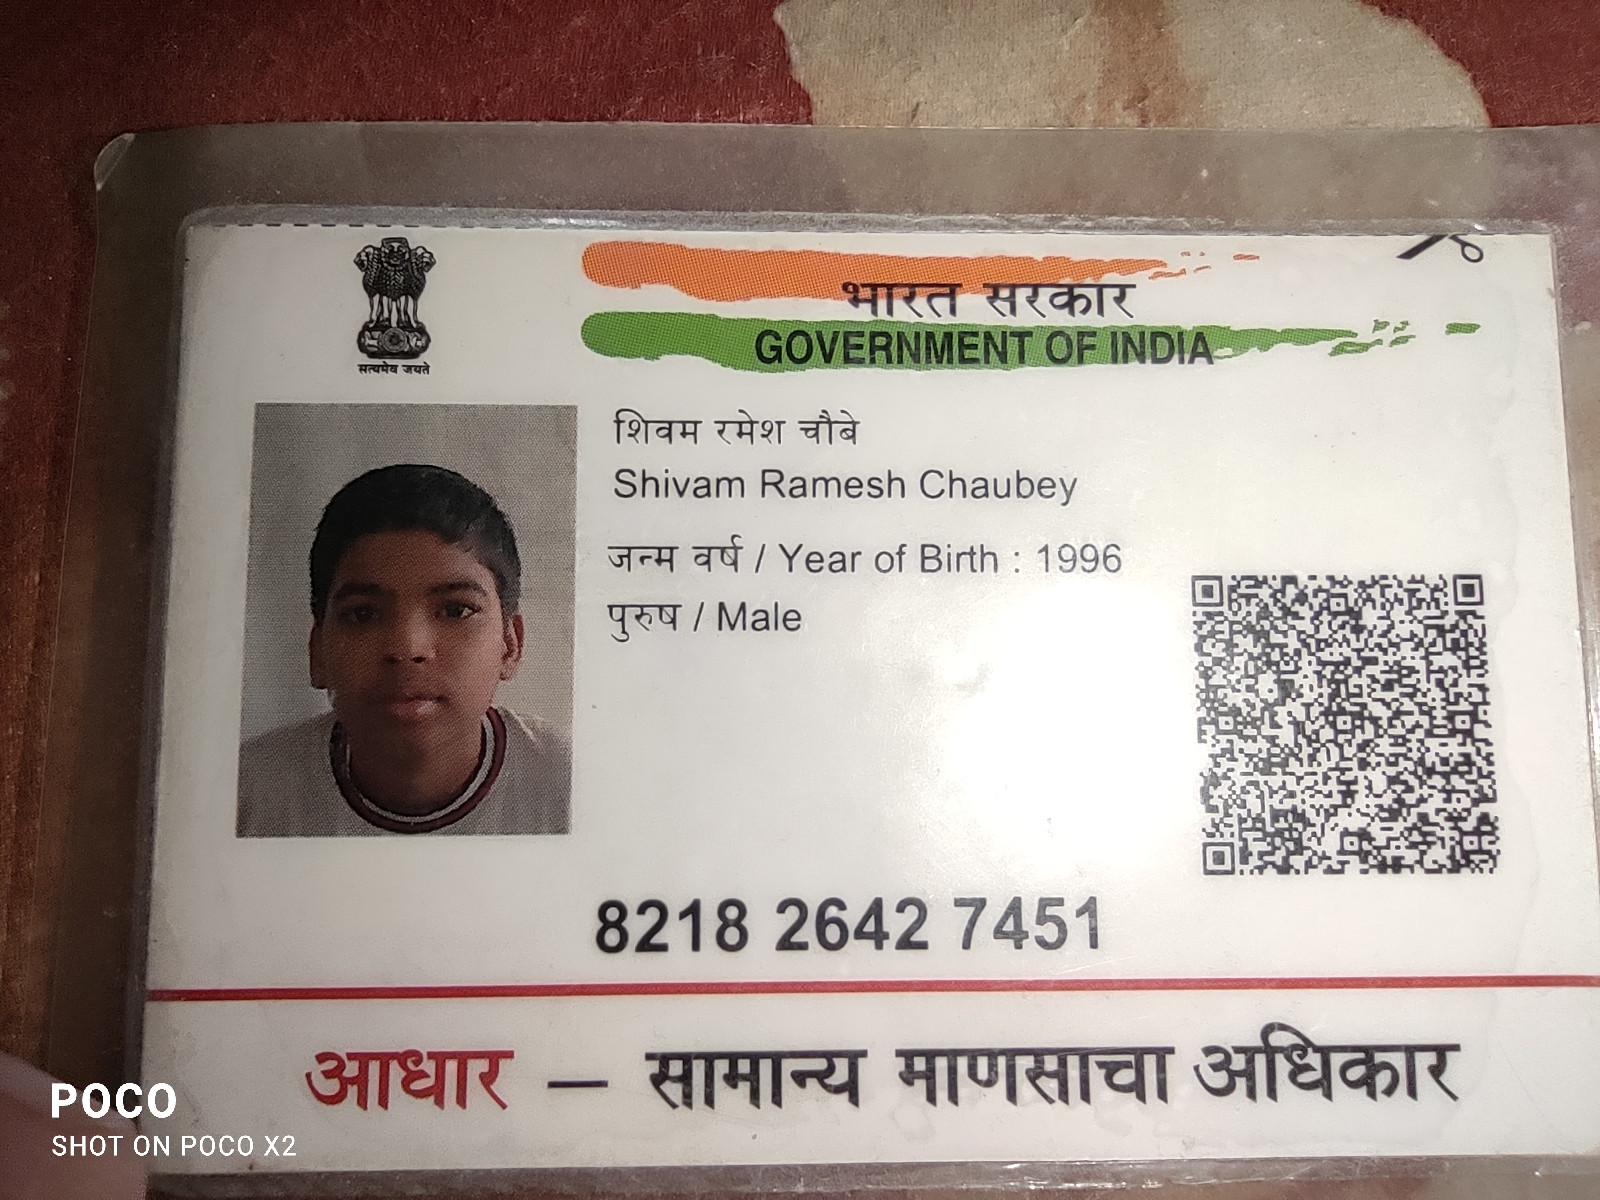 सत्यमेव जयते
भारत सरकार
GOVERNMENT OF INDIA
शिवम रमेश चौबे
Shivam Ramesh Chaubey
जन्म वर्ष / Year of Birth : 1996
पुरुष / Male
8218 2642 7451
आधार — सामान्य माणसाचा अधिकार
POCO
SHOT ON POCO X2